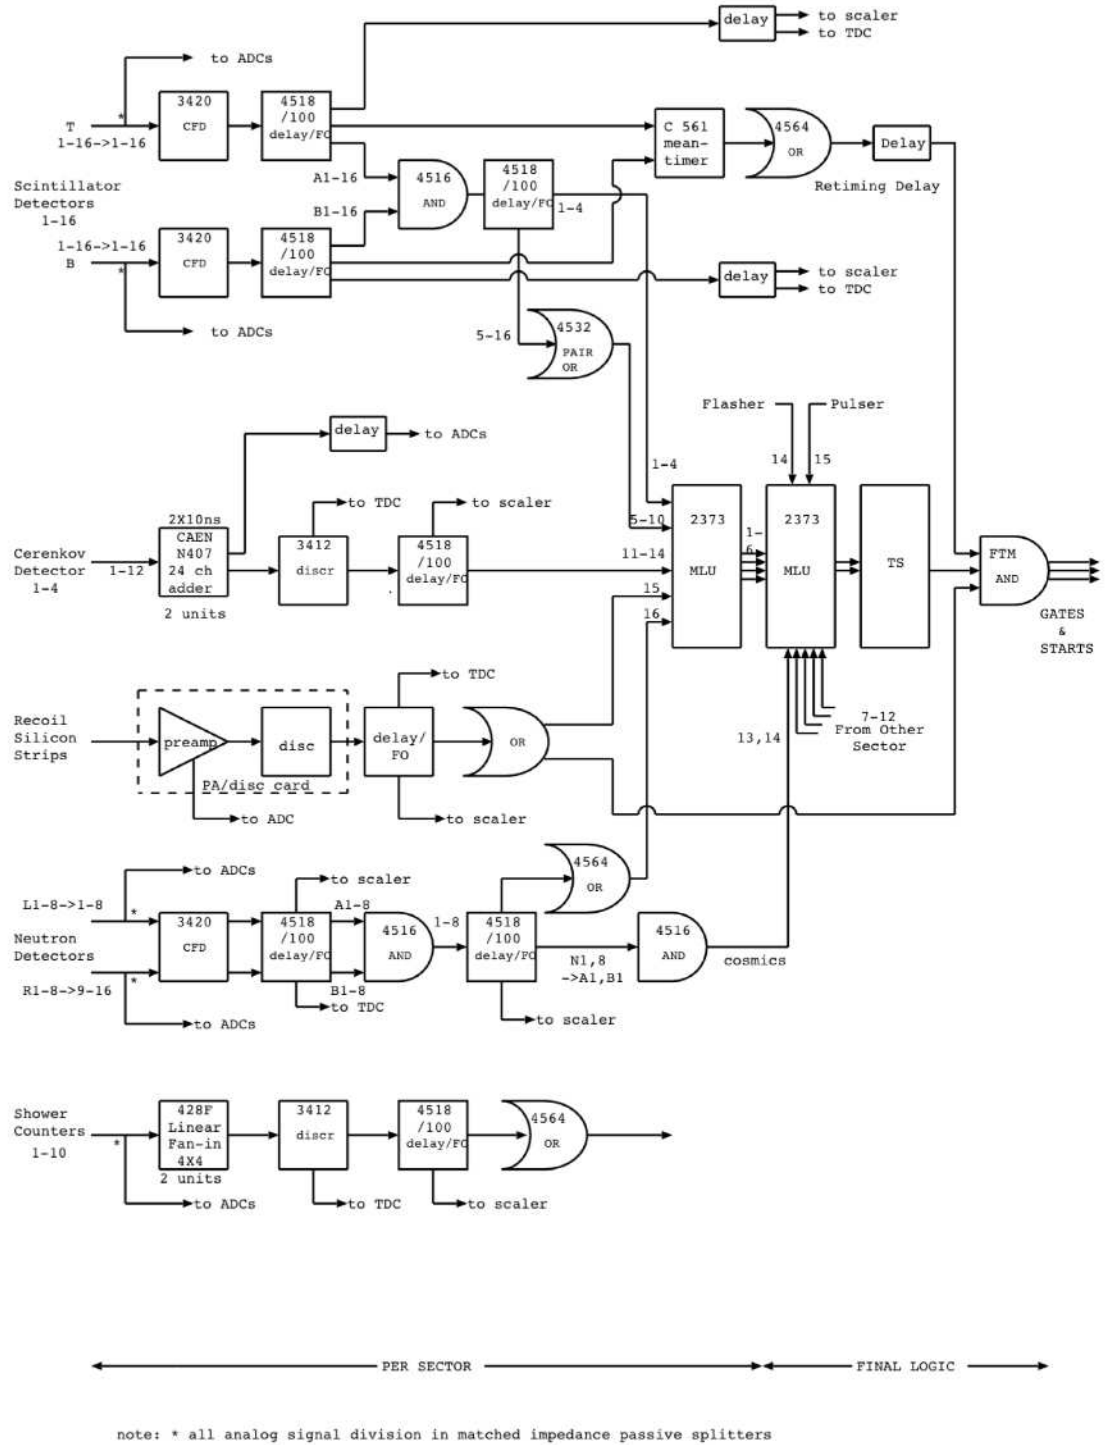 delay
to scaler
to TDC
to ADCs
3420
CFD
4518
/100
delay/FO
T
*
1-16->1-16
C 561
mean-
timer
4564
OR
Delay
Retiming Delay
A1-16
4516
AND
4518
/100
delay/FO
1-4
Scintillator
Detectors
1-16
B1-16
1-16->1-16
B
*
3420
CFD
4518
/100
delay/FO
delay
to scaler
to TDC
to ADCs
5-16
4532
PAIR
OR
Flasher
Pulser
delay
to ADCs
14
15
1-4
to TDC
to scaler
2X10ns
CAEN
N407
24 ch
adder
2 units
Cerenkov
Detector
1-4
1-12
3412
discr
4518
/100
delay/FO
5-10
11-14
15
16
2373
MLU
1-
6
2373
MLU
TS
FTM
AND
GATES
&
STARTS
to TDC
Recoil
Silicon
Strips
preamp
disc
PA/disc card
delay/
FO
OR
to ADC
to scaler
13,14
7-12
From Other
Sector
to ADCs
to scaler
4564
OR
L1-8->1-8
*
Neutron
Detectors
R1-8->9-16
*
3420
CFD
4518
/100
delay/FO
A1-8
B1-8
4516
AND
1-8
4518
/100
delay/FO
N1,8
->A1,B1
4516
AND
cosmics
to TDC
to ADCs
to scaler
Shower
Counters
1-10
*
428F
Linear
Fan-in
4X4
2 units
3412
discr
4518
/100
delay/FO
4564
OR
to ADCs
to TDC
to scaler
PER SECTOR
FINAL LOGIC
note: * all analog signal division in matched impedance passive splitters